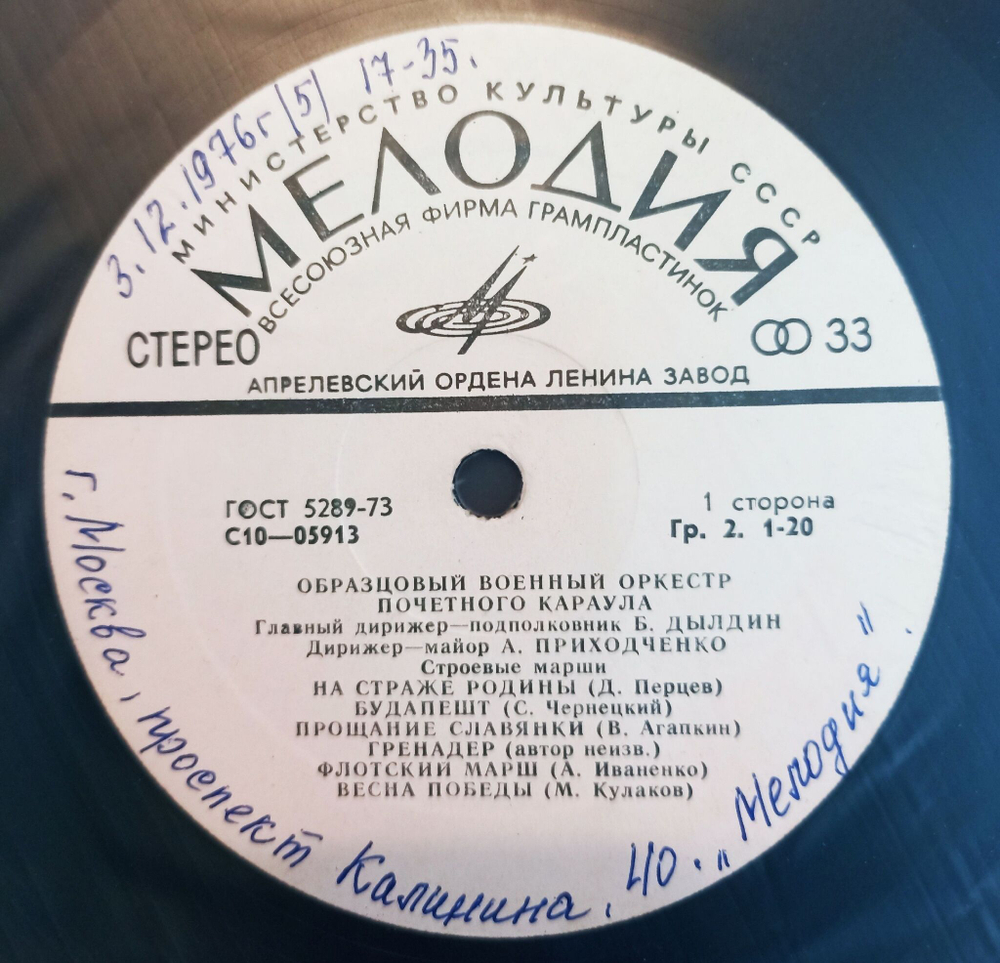 3.12.1976г (5) 17-35.
МИНИСТЕРСТВО КУЛЬТУРЫ СССР
МЕЛОДИЯ
ВСЕСОЮЗНАЯ ФИРМА ГРАМПЛАСТИНОК
СТЕРЕО
33
АПРЕЛЕВСКИЙ ОРДЕНА ЛЕНИНА ЗАВОД
ГОСТ 5289-73
С10—05913
1 сторона
Гр. 2. 1-20
ОБРАЗЦОВЫЙ ВОЕННЫЙ ОРКЕСТР
ПОЧЕТНОГО КАРАУЛА
Главный дирижер—подполковник Б. ДЫЛДИН
Дирижер—майор А. ПРИХОДЧЕНКО
Строевые марши
НА СТРАЖЕ РОДИНЫ (Д. Перцев)
БУДАПЕШТ (С. Чернецкий)
ПРОЩАНИЕ СЛАВЯНКИ (В. Агапкин)
ГРЕНАДЕР (автор неизв.)
ФЛОТСКИЙ МАРШ (А. Иваненко)
ВЕСНА ПОБЕДЫ (М. Кулаков)
г. Москва, проспект Калинина, 40. „Мелодия".